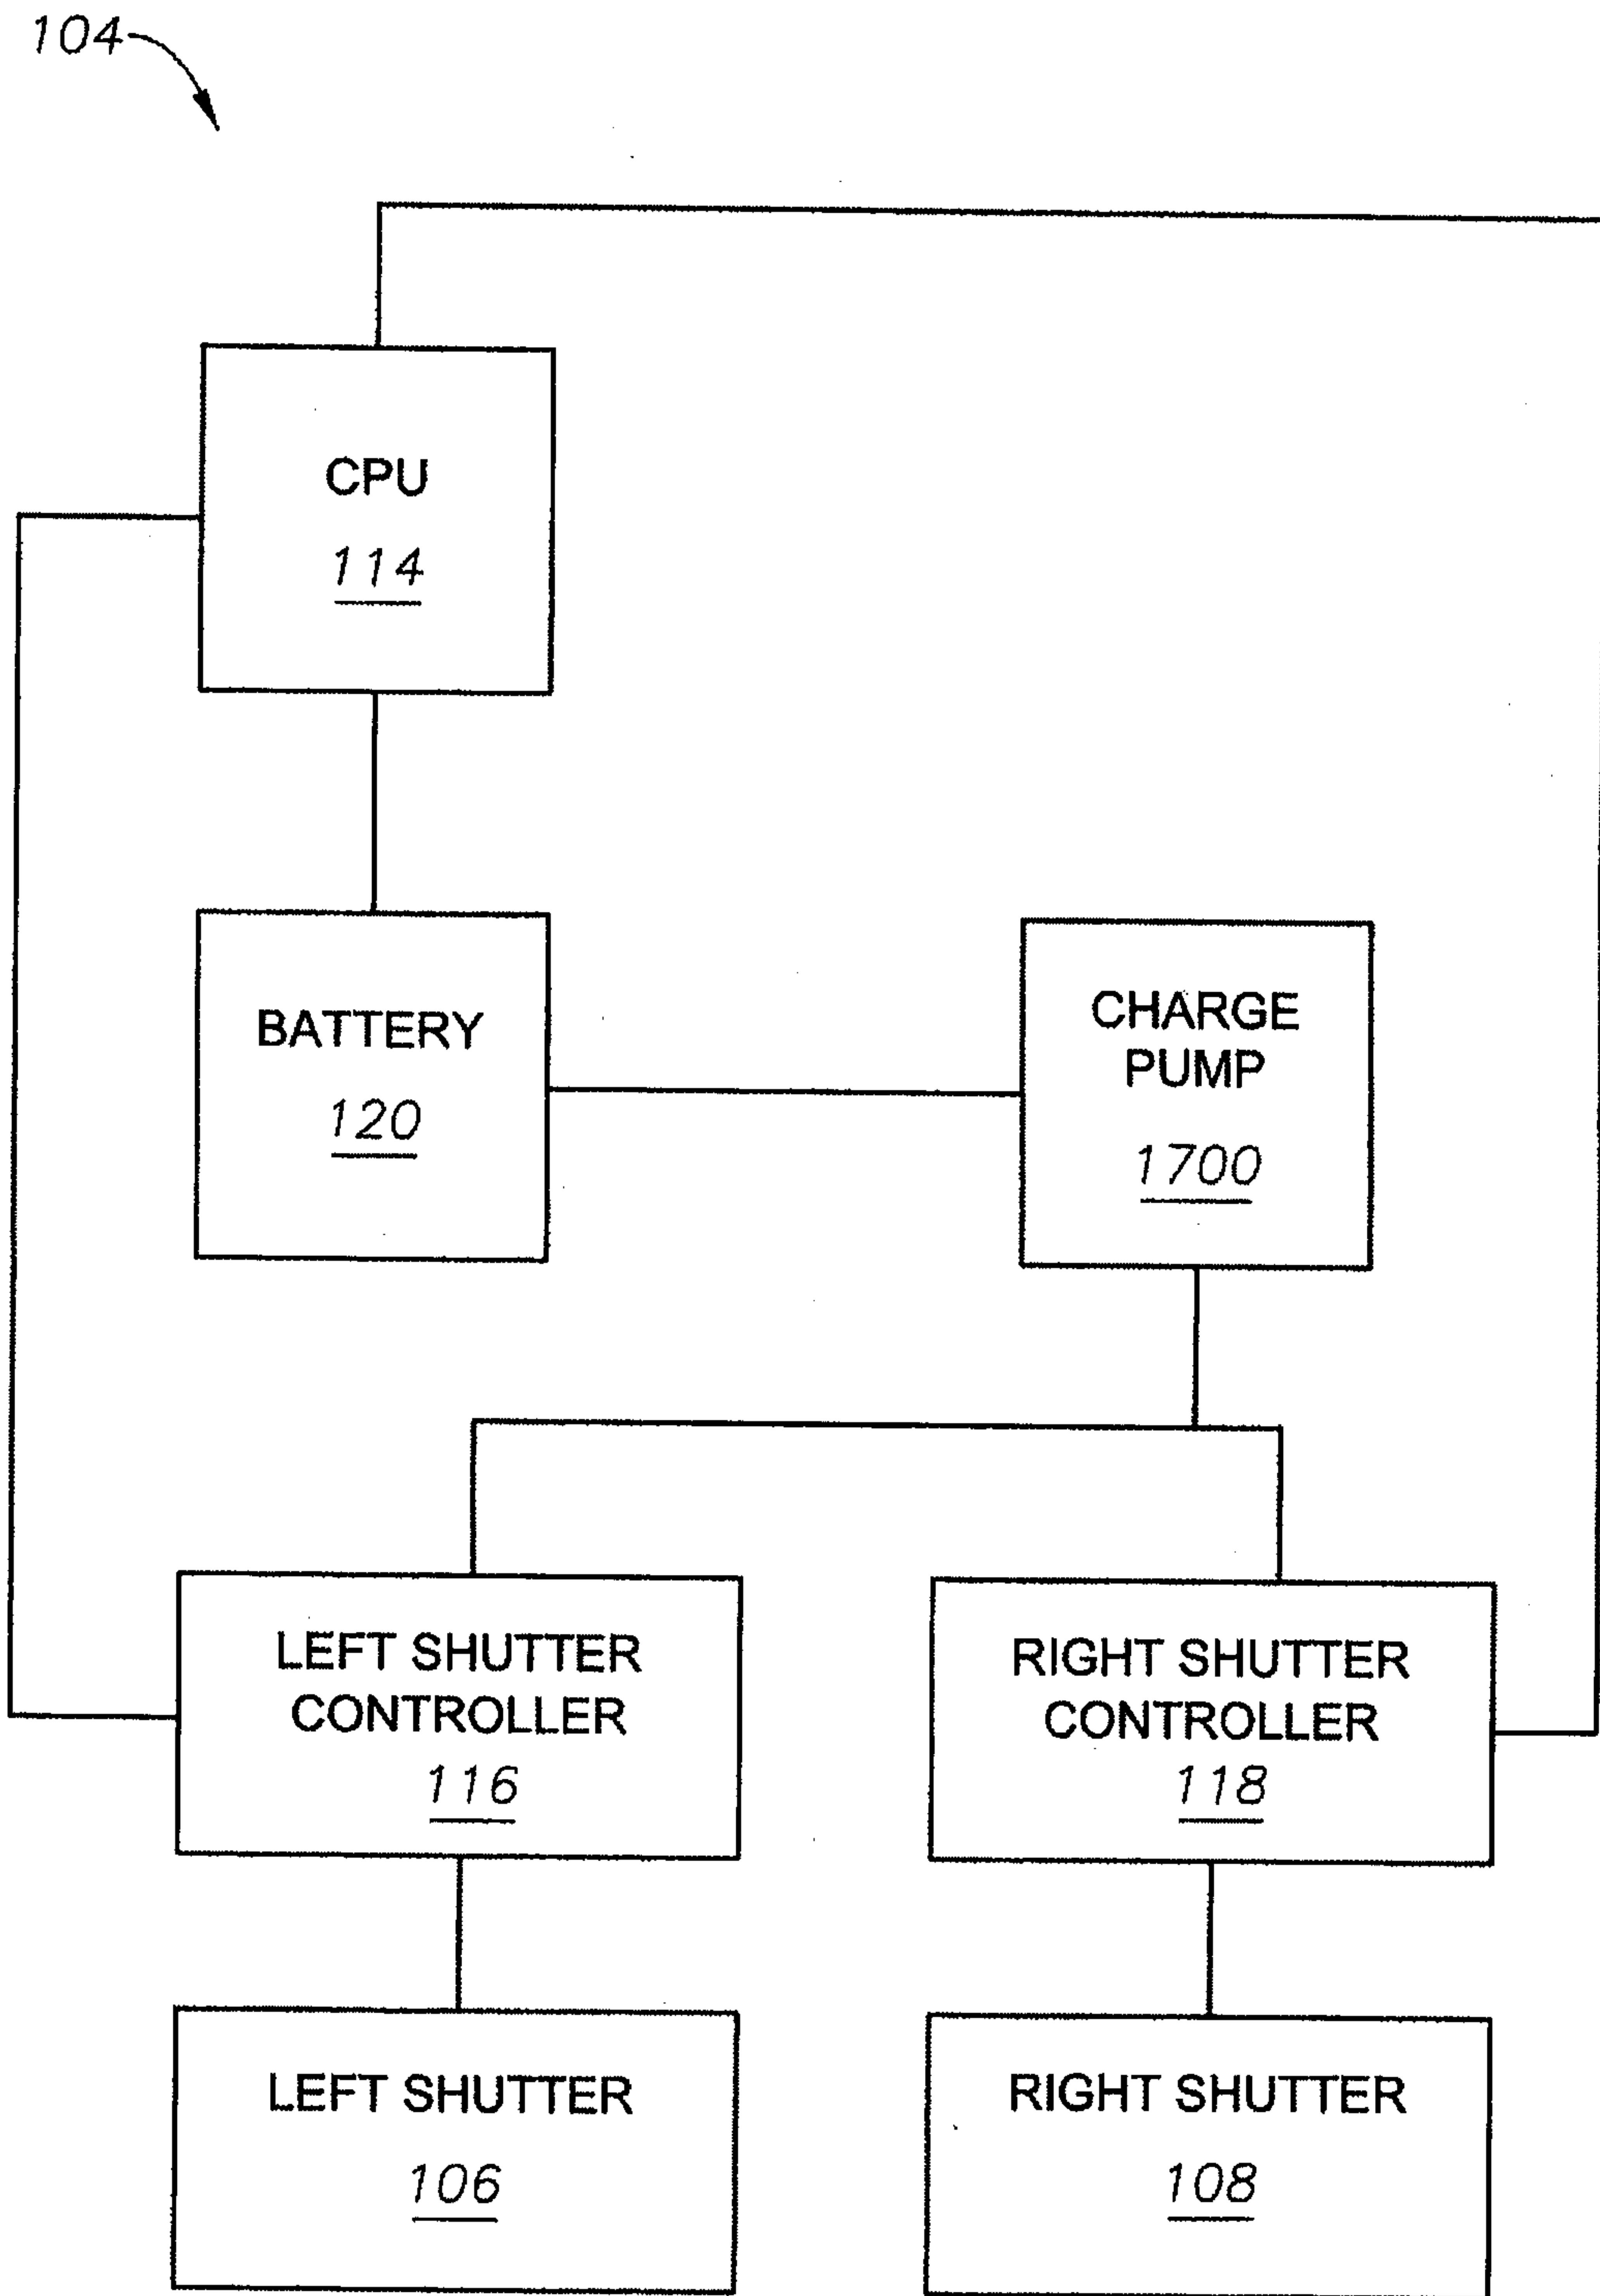 104
CPU
114
BATTERY
120
CHARGE
PUMP
1700
LEFT SHUTTER
CONTROLLER
116
RIGHT SHUTTER
CONTROLLER
118
LEFT SHUTTER
106
RIGHT SHUTTER
108